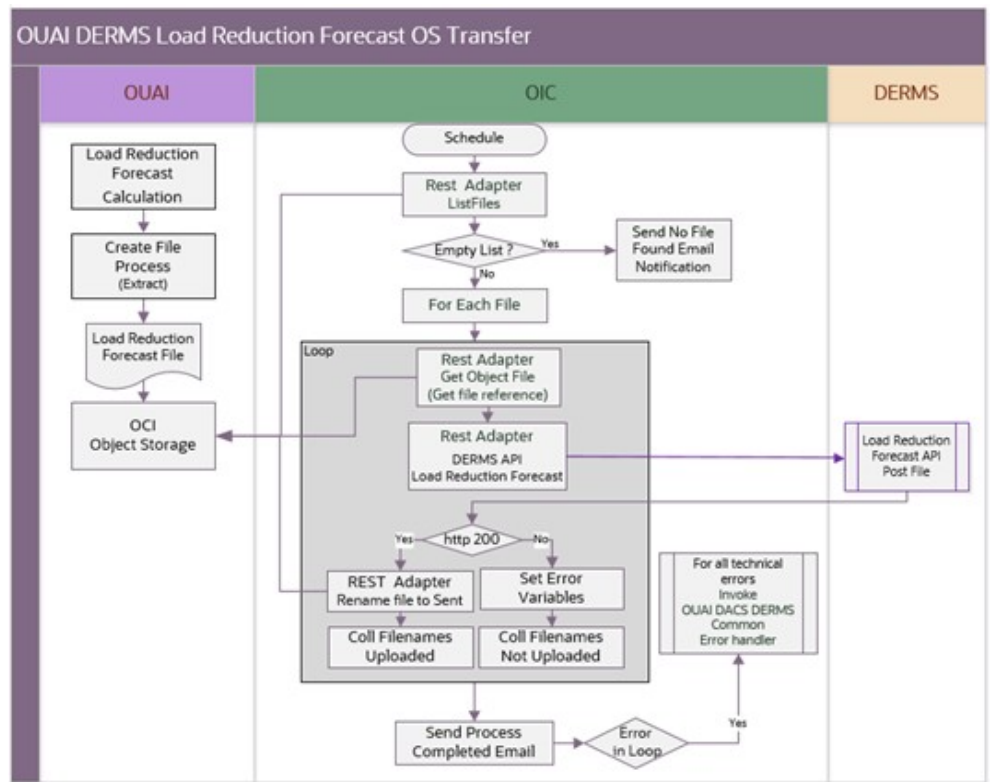 OUAI DERMS Load Reduction Forecast OS Transfer
OUAI
OIC
DERMS
Load Reduction
Forecast
Calculation
Create File
Process
(Extract)
Load Reduction
Forecast File
OCI
Object Storage
Schedule
Rest Adapter
ListFiles
Empty List ?
Yes
Send No File
Found Email
Notification
No
For Each File
Loop
Rest Adapter
Get Object File
(Get file reference)
Rest Adapter
DERMS API
Load Reduction Forecast
Load Reduction
Forecast API
Post File
http 200
Yes
No
REST Adapter
Rename file to Sent
Set Error
Variables
Coll Filenames
Uploaded
Coll Filenames
Not Uploaded
For all technical
errors
Invoke
OUAI DACS DERMS
Common
Error handler
Send Process
Completed Email
Error
in Loop
Yes